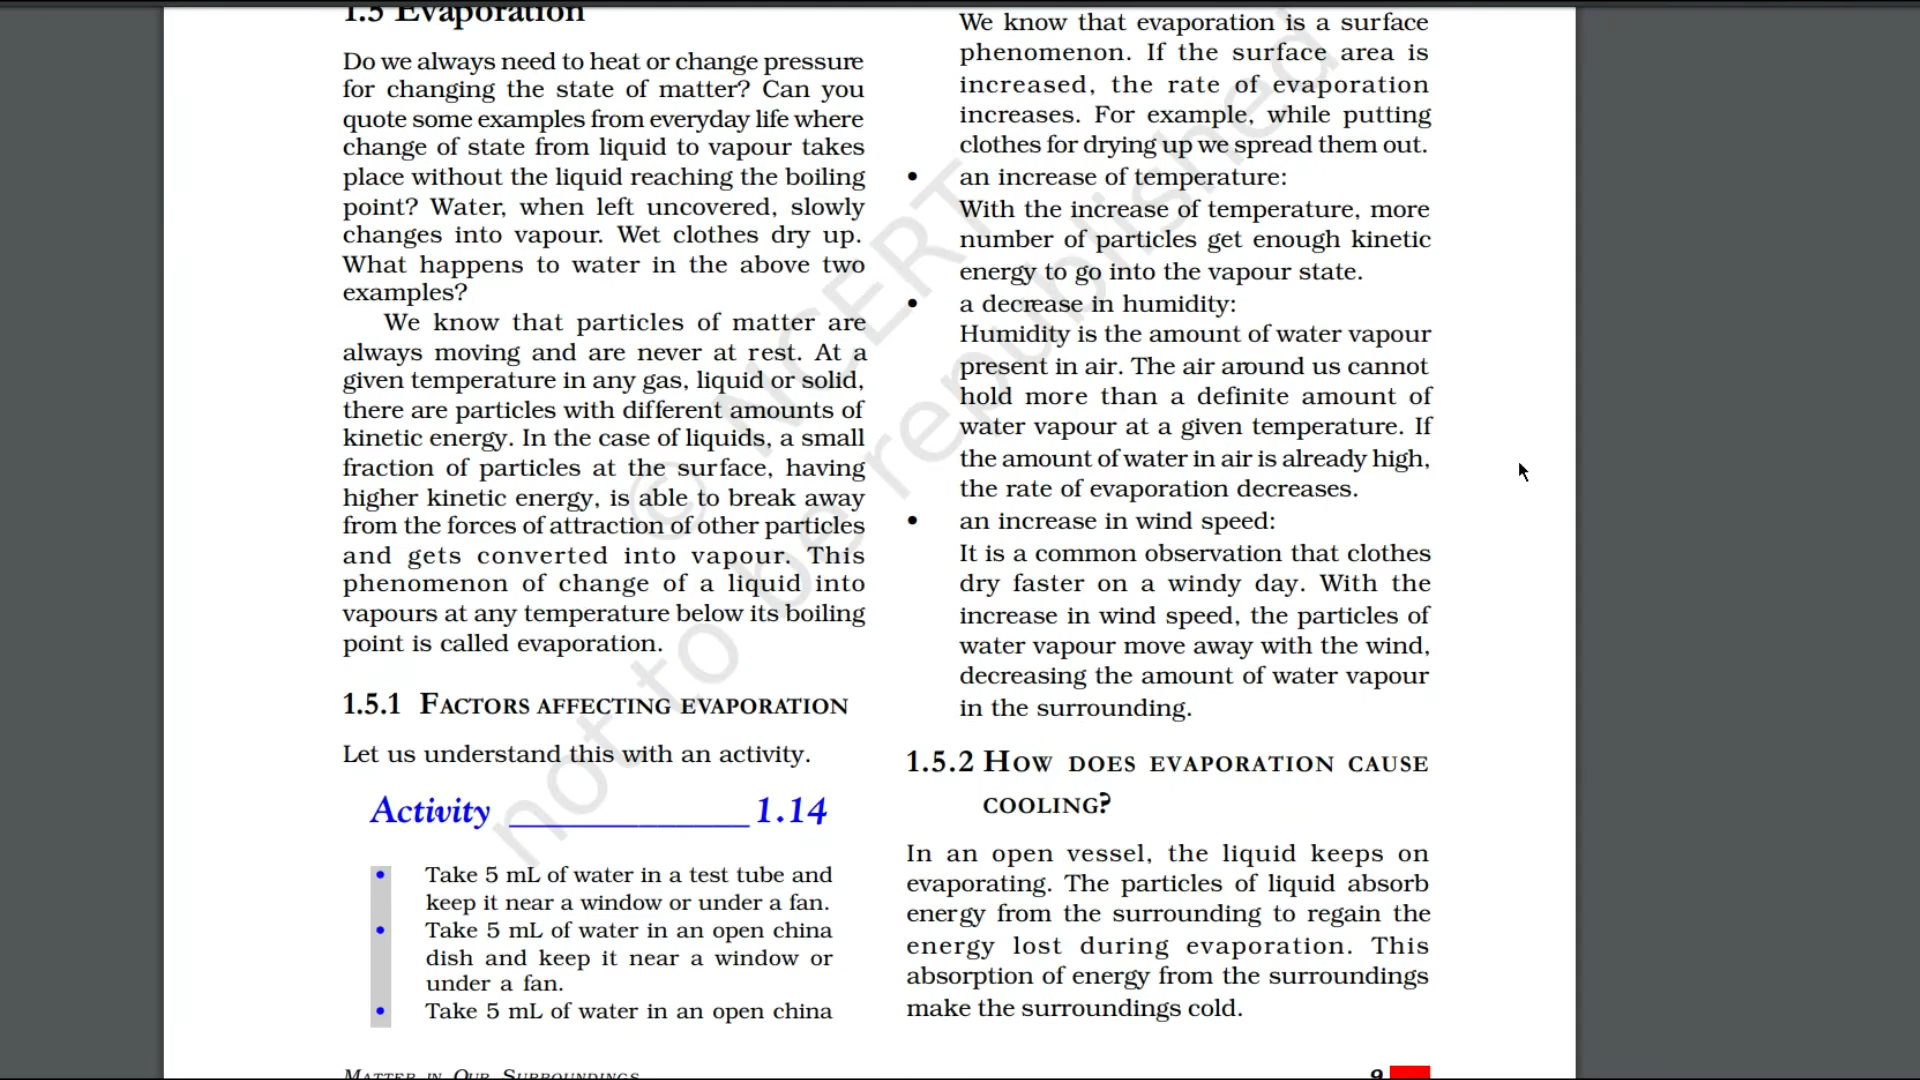 1.5 Evaporation
Do we always need to heat or change pressure
for changing the state of matter? Can you
quote some examples from everyday life where
change of state from liquid to vapour takes
place without the liquid reaching the boiling
point? Water, when left uncovered, slowly
changes into vapour. Wet clothes dry up.
What happens to water in the above two
examples?
We know that particles of matter are
always moving and are never at rest. At a
given temperature in any gas, liquid or solid,
there are particles with different amounts of
kinetic energy. In the case of liquids, a small
fraction of particles at the surface, having
higher kinetic energy, is able to break away
from the forces of attraction of other particles
and gets converted into vapour. This
phenomenon of change of a liquid into
vapours at any temperature below its boiling
point is called evaporation.
1.5.1 FACTORS AFFECTING EVAPORATION
Let us understand this with an activity.
Activity ______________ 1.14
• Take 5 mL of water in a test tube and
keep it near a window or under a fan.
• Take 5 mL of water in an open china
dish and keep it near a window or
under a fan.
• Take 5 mL of water in an open china
We know that evaporation is a surface
phenomenon. If the surface area is
increased, the rate of evaporation
increases. For example, while putting
clothes for drying up we spread them out.
• an increase of temperature:
With the increase of temperature, more
number of particles get enough kinetic
energy to go into the vapour state.
• a decrease in humidity:
Humidity is the amount of water vapour
present in air. The air around us cannot
hold more than a definite amount of
water vapour at a given temperature. If
the amount of water in air is already high,
the rate of evaporation decreases.
• an increase in wind speed:
It is a common observation that clothes
dry faster on a windy day. With the
increase in wind speed, the particles of
water vapour move away with the wind,
decreasing the amount of water vapour
in the surrounding.
1.5.2 HOW DOES EVAPORATION CAUSE
COOLING?
In an open vessel, the liquid keeps on
evaporating. The particles of liquid absorb
energy from the surrounding to regain the
energy lost during evaporation. This
absorption of energy from the surroundings
make the surroundings cold.
MATTER IN OUR SURROUNDINGS
9
© NCERT
not to be republished